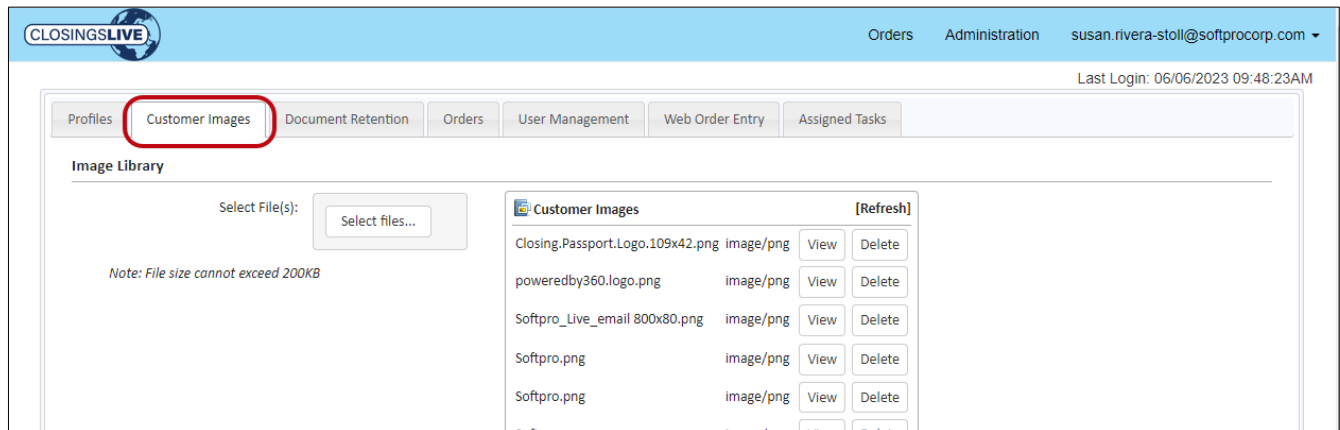 CLOSINGSLIVE
Orders Administration susan.rivera-stoll@softprocorp.com
Last Login: 06/06/2023 09:48:23AM
Profiles Customer Images Document Retention Orders User Management Web Order Entry Assigned Tasks
Image Library
Select File(s): Select files...
Note: File size cannot exceed 200KB
Customer Images [Refresh]
Closing.Passport.Logo.109x42.png image/png View Delete
poweredby360.logo.png image/png View Delete
Softpro_Live_email 800x80.png image/png View Delete
Softpro.png image/png View Delete
Softpro.png image/png View Delete